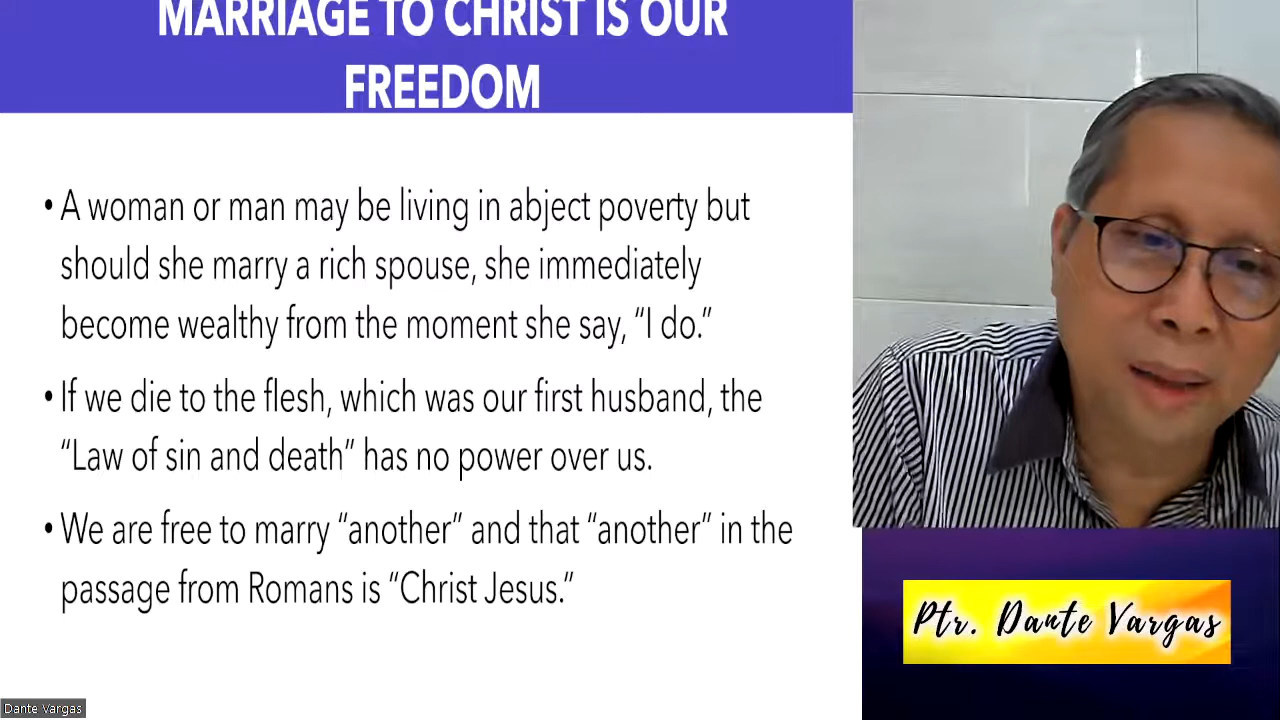 MARRIAGE TO CHRIST IS OUR
FREEDOM
• A woman or man may be living in abject poverty but
should she marry a rich spouse, she immediately
become wealthy from the moment she say, “I do.”
• If we die to the flesh, which was our first husband, the
“Law of sin and death” has no power over us.
• We are free to marry “another” and that “another” in the
passage from Romans is “Christ Jesus.”
Ptr. Dante Vargas
Dante Vargas